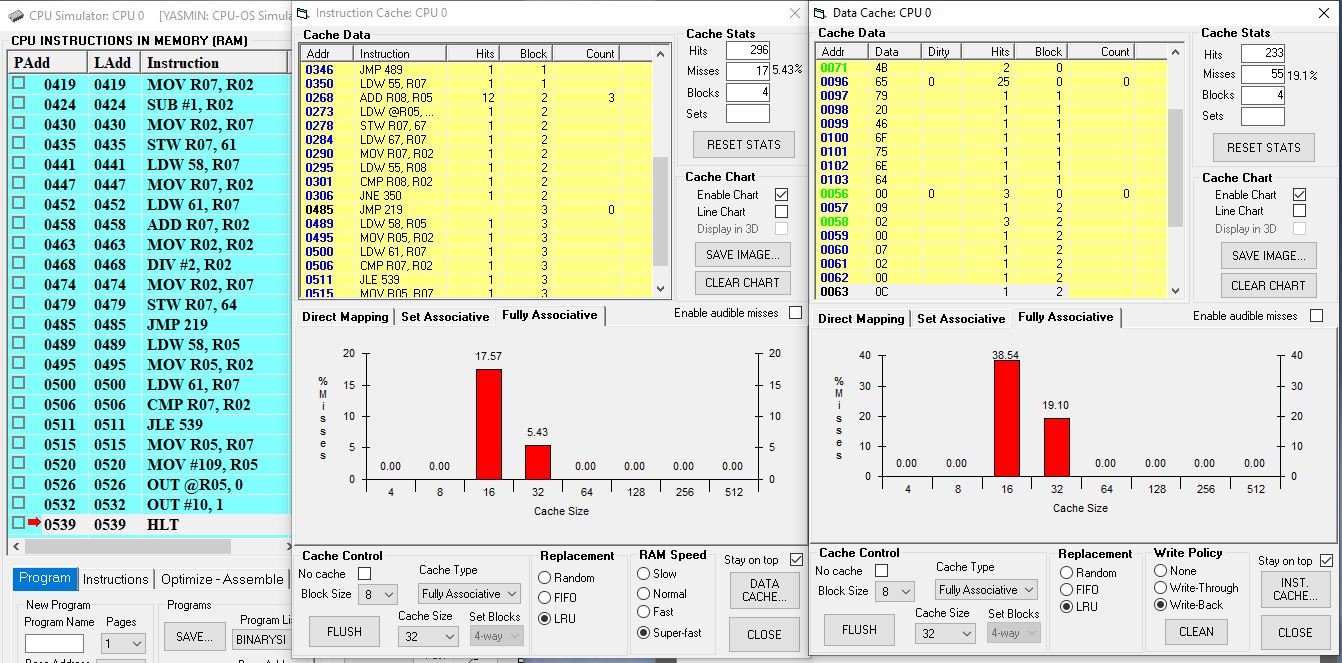 CPU Simulator: CPU 0 [YASMIN: CPU-OS Simula
CPU INSTRUCTIONS IN MEMORY (RAM)
PAdd LAdd Instruction
0419 0419 MOV R07, R02
0424 0424 SUB #1, R02
0430 0430 MOV R02, R07
0435 0435 STW R07, 61
0441 0441 LDW 58, R07
0447 0447 MOV R07, R02
0452 0452 LDW 61, R07
0458 0458 ADD R07, R02
0463 0463 MOV R02, R02
0468 0468 DIV #2, R02
0474 0474 MOV R02, R07
0479 0479 STW R07, 64
0485 0485 JMP 219
0489 0489 LDW 58, R05
0495 0495 MOV R05, R02
0500 0500 LDW 61, R07
0506 0506 CMP R07, R02
0511 0511 JLE 539
0515 0515 MOV R05, R07
0520 0520 MOV #109, R05
0526 0526 OUT @R05, 0
0532 0532 OUT #10, 1
0539 0539 HLT
Program Instructions Optimize - Assemble
New Program
Program Name Pages
1
Programs
SAVE...
Program Li
BINARYSI
Instruction Cache: CPU 0
Cache Data
Addr Instruction Hits Block Count
0346 JMP 489 1 1
0350 LDW 55, R07 1 1
0268 ADD R08, R05 12 2 3
0273 LDW @R05, ... 1 2
0278 STW R07, 67 1 2
0284 LDW 67, R07 1 2
0290 MOV R07, R02 1 2
0295 LDW 55, R08 1 2
0301 CMP R08, R02 1 2
0306 JNE 350 1 2
0485 JMP 219 3 0
0489 LDW 58, R05 1 3
0495 MOV R05, R02 1 3
0500 LDW 61, R07 1 3
0506 CMP R07, R02 1 3
0511 JLE 539 1 3
0515 MOV R05, R07 1 3
Cache Stats
Hits 296
Misses 17 5.43%
Blocks 4
Sets
RESET STATS
Cache Chart
Enable Chart
Line Chart
Display in 3D
SAVE IMAGE...
CLEAR CHART
Direct Mapping Set Associative Fully Associative
Enable audible misses
% Misses
20 17.57 20
15 15
10 10
5.43
5 5
0.00 0.00 0.00 0.00 0.00 0.00
0 0
4 8 16 32 64 128 256 512
Cache Size
Cache Control
No cache
Block Size 8
Cache Type
Fully Associative
FLUSH
Cache Size
32
Set Blocks
4-way
Replacement
Random
FIFO
LRU
RAM Speed
Slow
Normal
Fast
Super-fast
Stay on top
DATA
CACHE...
CLOSE
Data Cache: CPU 0
Cache Data
Addr Data Dirty Hits Block Count
0071 4B 2 0
0096 65 0 25 0 0
0097 79 1 1
0098 20 1 1
0099 46 1 1
0100 6F 1 1
0101 75 1 1
0102 6E 1 1
0103 64 1 1
0056 00 0 3 0 0
0057 09 1 2
0058 02 3 2
0059 00 1 2
0060 07 1 2
0061 02 1 2
0062 00 1 2
0063 0C 1 2
Cache Stats
Hits 233
Misses 55 19.1%
Blocks 4
Sets
RESET STATS
Cache Chart
Enable Chart
Line Chart
Display in 3D
SAVE IMAGE...
CLEAR CHART
Direct Mapping Set Associative Fully Associative
Enable audible misses
% Misses
40 38.54 40
30 30
20 19.10 20
10 10
0.00 0.00 0.00 0.00 0.00 0.00
0 0
4 8 16 32 64 128 256 512
Cache Size
Cache Control
No cache
Block Size 8
Cache Type
Fully Associative
FLUSH
Cache Size
32
Set Blocks
4-way
Replacement
Random
FIFO
LRU
Write Policy
None
Write-Through
Write-Back
CLEAN
Stay on top
INST.
CACHE...
CLOSE